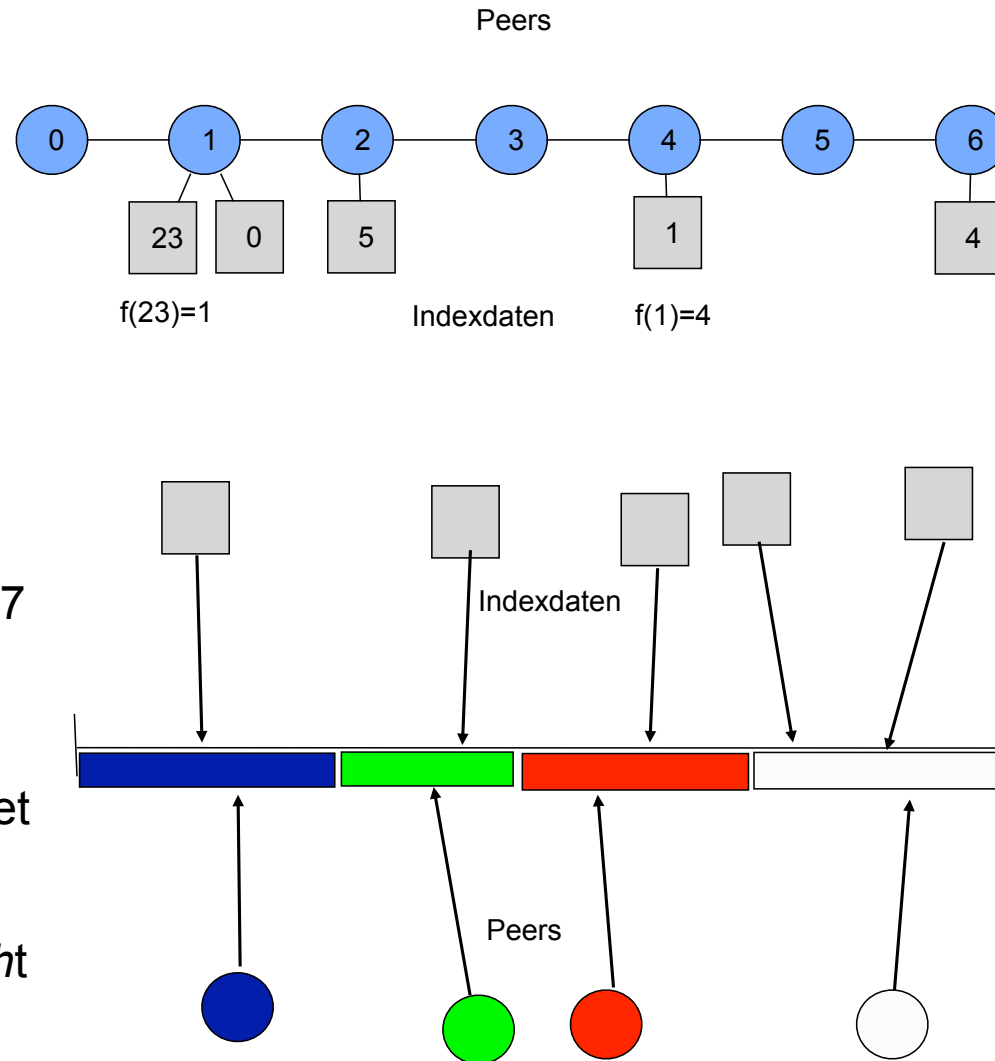 Peers
0 1 2 3 4 5 6
23 0 5 1 4
f(23)=1 Indexdaten f(1)=4
7
Indexdaten
et
Peers
ht